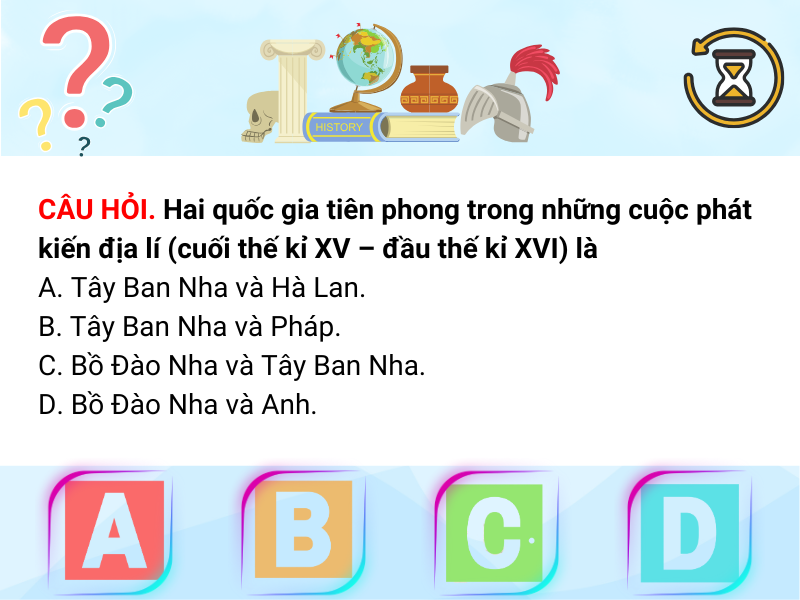 ? ? ? ?
HISTORY
CÂU HỎI. Hai quốc gia tiên phong trong những cuộc phát
kiến địa lí (cuối thế kỉ XV – đầu thế kỉ XVI) là
A. Tây Ban Nha và Hà Lan.
B. Tây Ban Nha và Pháp.
C. Bồ Đào Nha và Tây Ban Nha.
D. Bồ Đào Nha và Anh.
A B C D